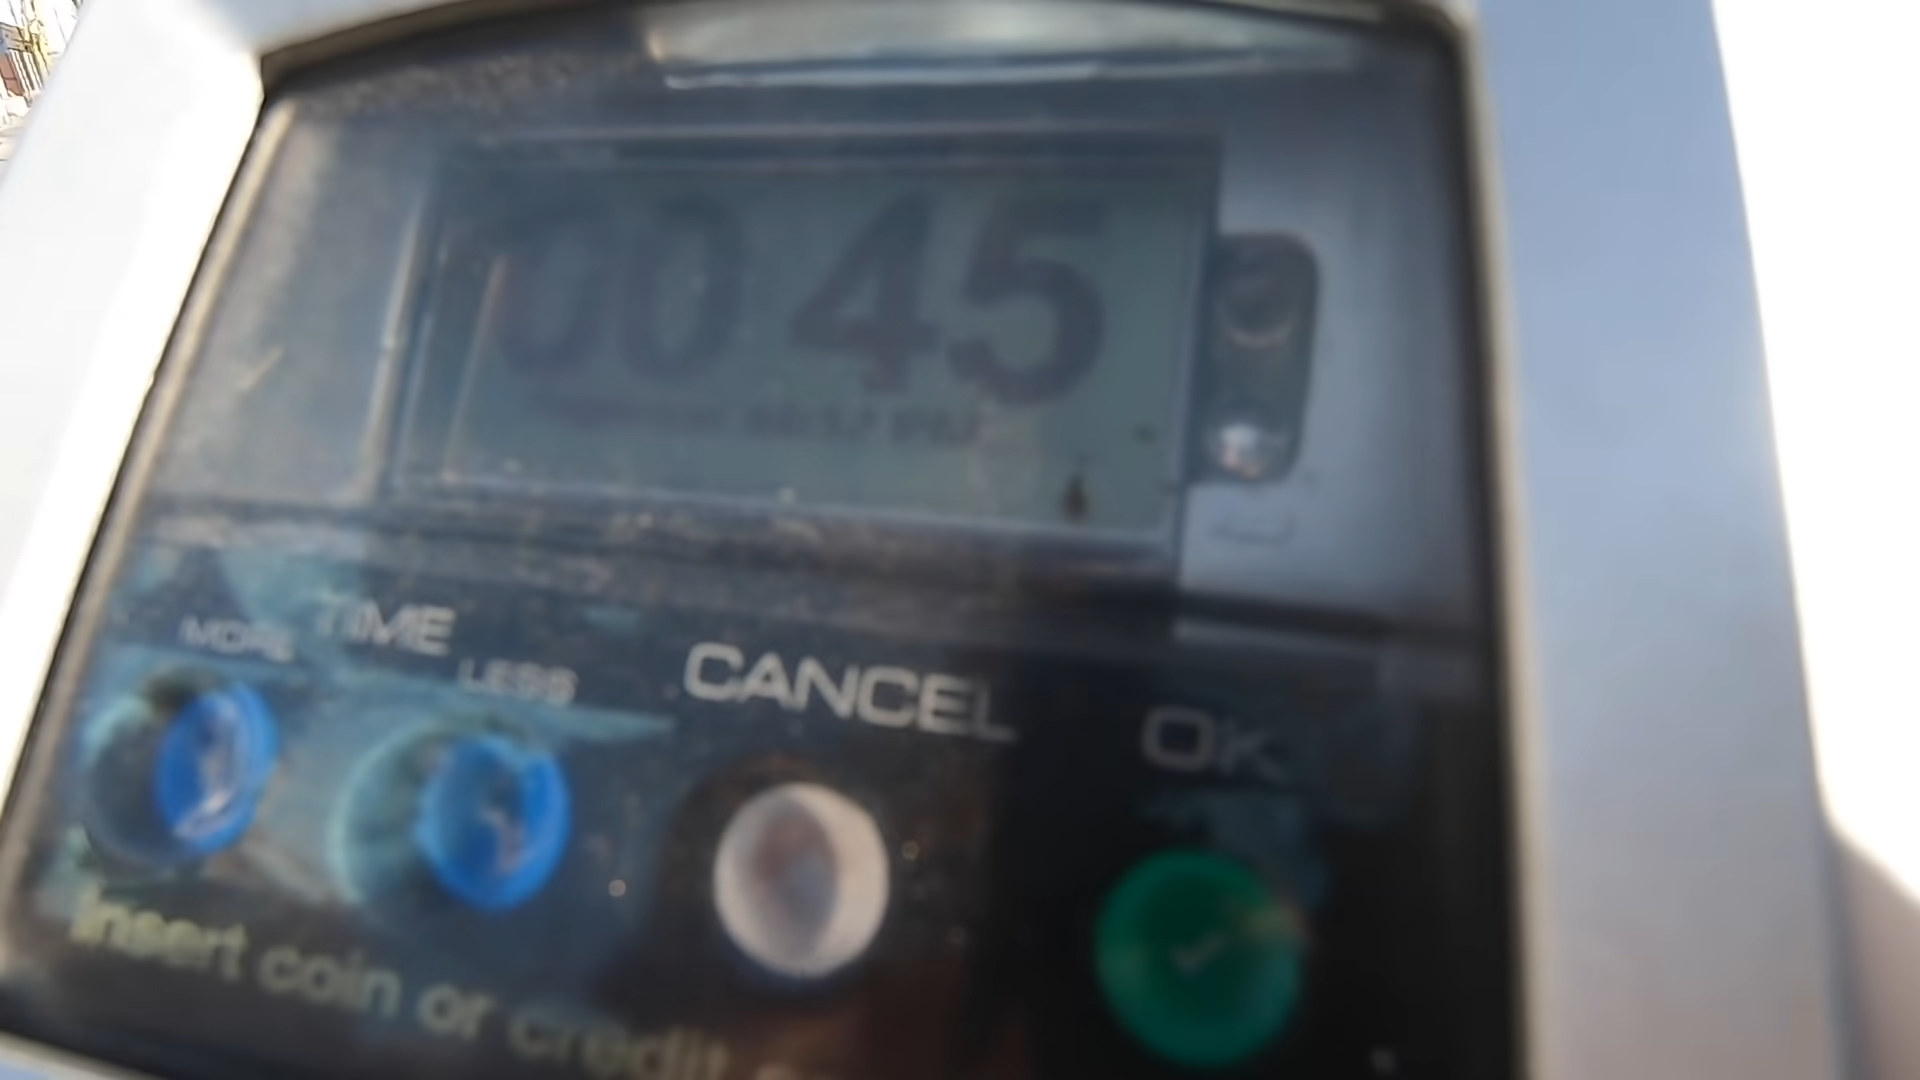 00 45
TIME
MORE LESS
CANCEL
OK
Insert coin or credit